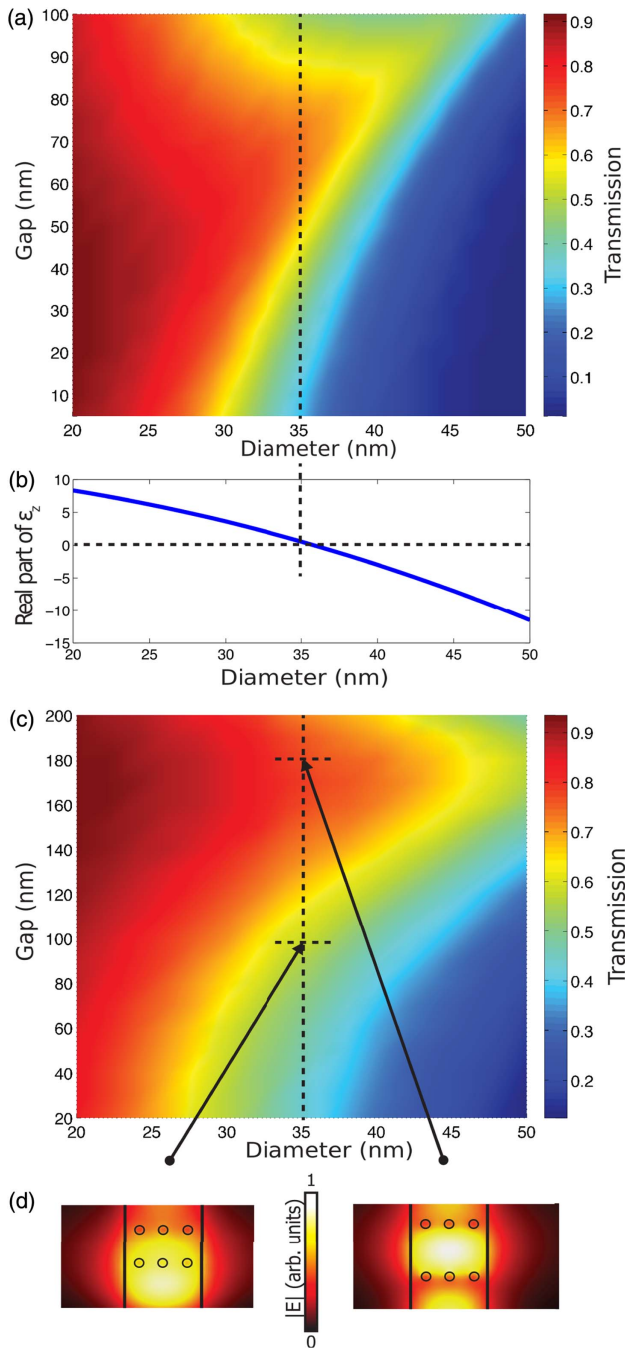 (a)
100
90
80
70
60
50
40
30
20
10
Gap (nm)
20 25 30 35 40 45 50
Diameter (nm)
0.9
0.8
0.7
0.6
0.5
0.4
0.3
0.2
0.1
Transmission
(b)
10
5
0
−5
−10
−15
Real part of εz
20 25 30 35 40 45 50
Diameter (nm)
(c)
200
180
160
140
120
100
80
60
40
20
Gap (nm)
20 25 30 35 40 45 50
Diameter (nm)
0.9
0.8
0.7
0.6
0.5
0.4
0.3
0.2
Transmission
(d)
1
|E| (arb. units)
0